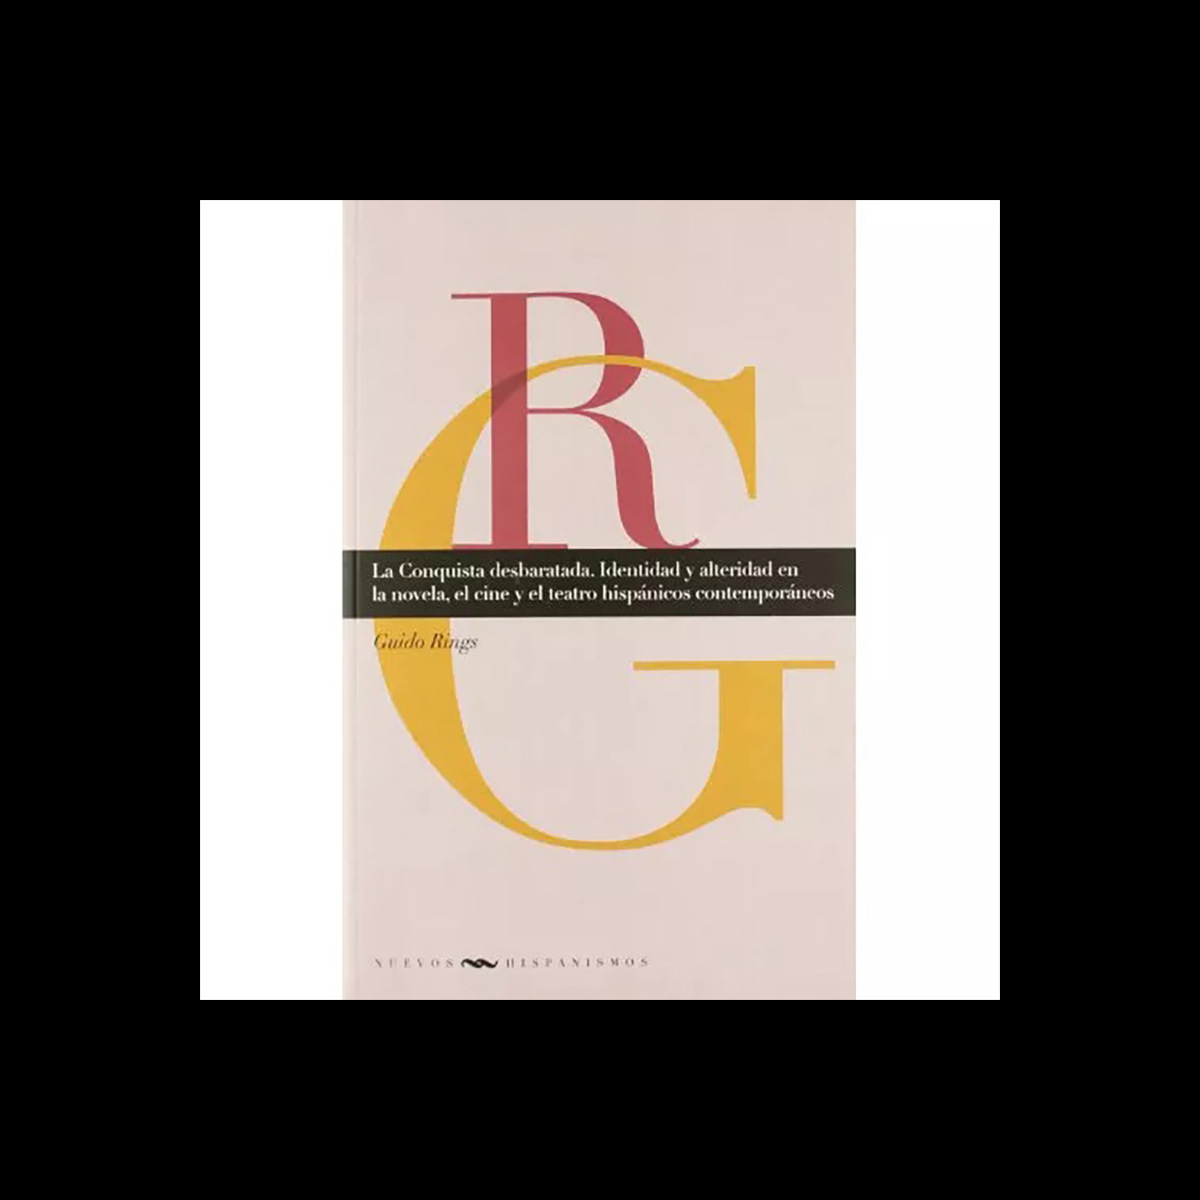 R
G
La Conquista desbaratada. Identidad y alteridad en
la novela, el cine y el teatro hispánicos contemporáneos
Guido Rings
NUEVOS HISPANISMOS